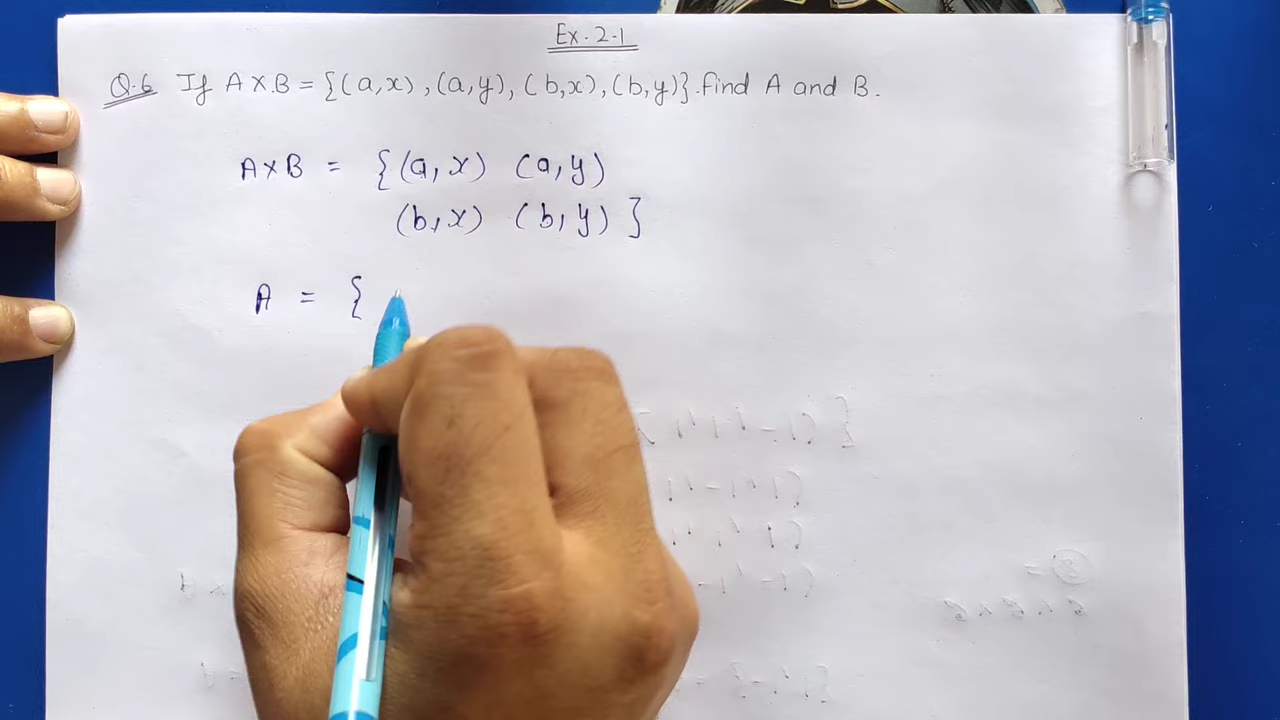 Ex. 2.1
Q.6 If A×B = {(a,x),(a,y),(b,x),(b,y)}. Find A and B.
A×B = {(a,x) (a,y)
(b,x) (b,y)}
A = {